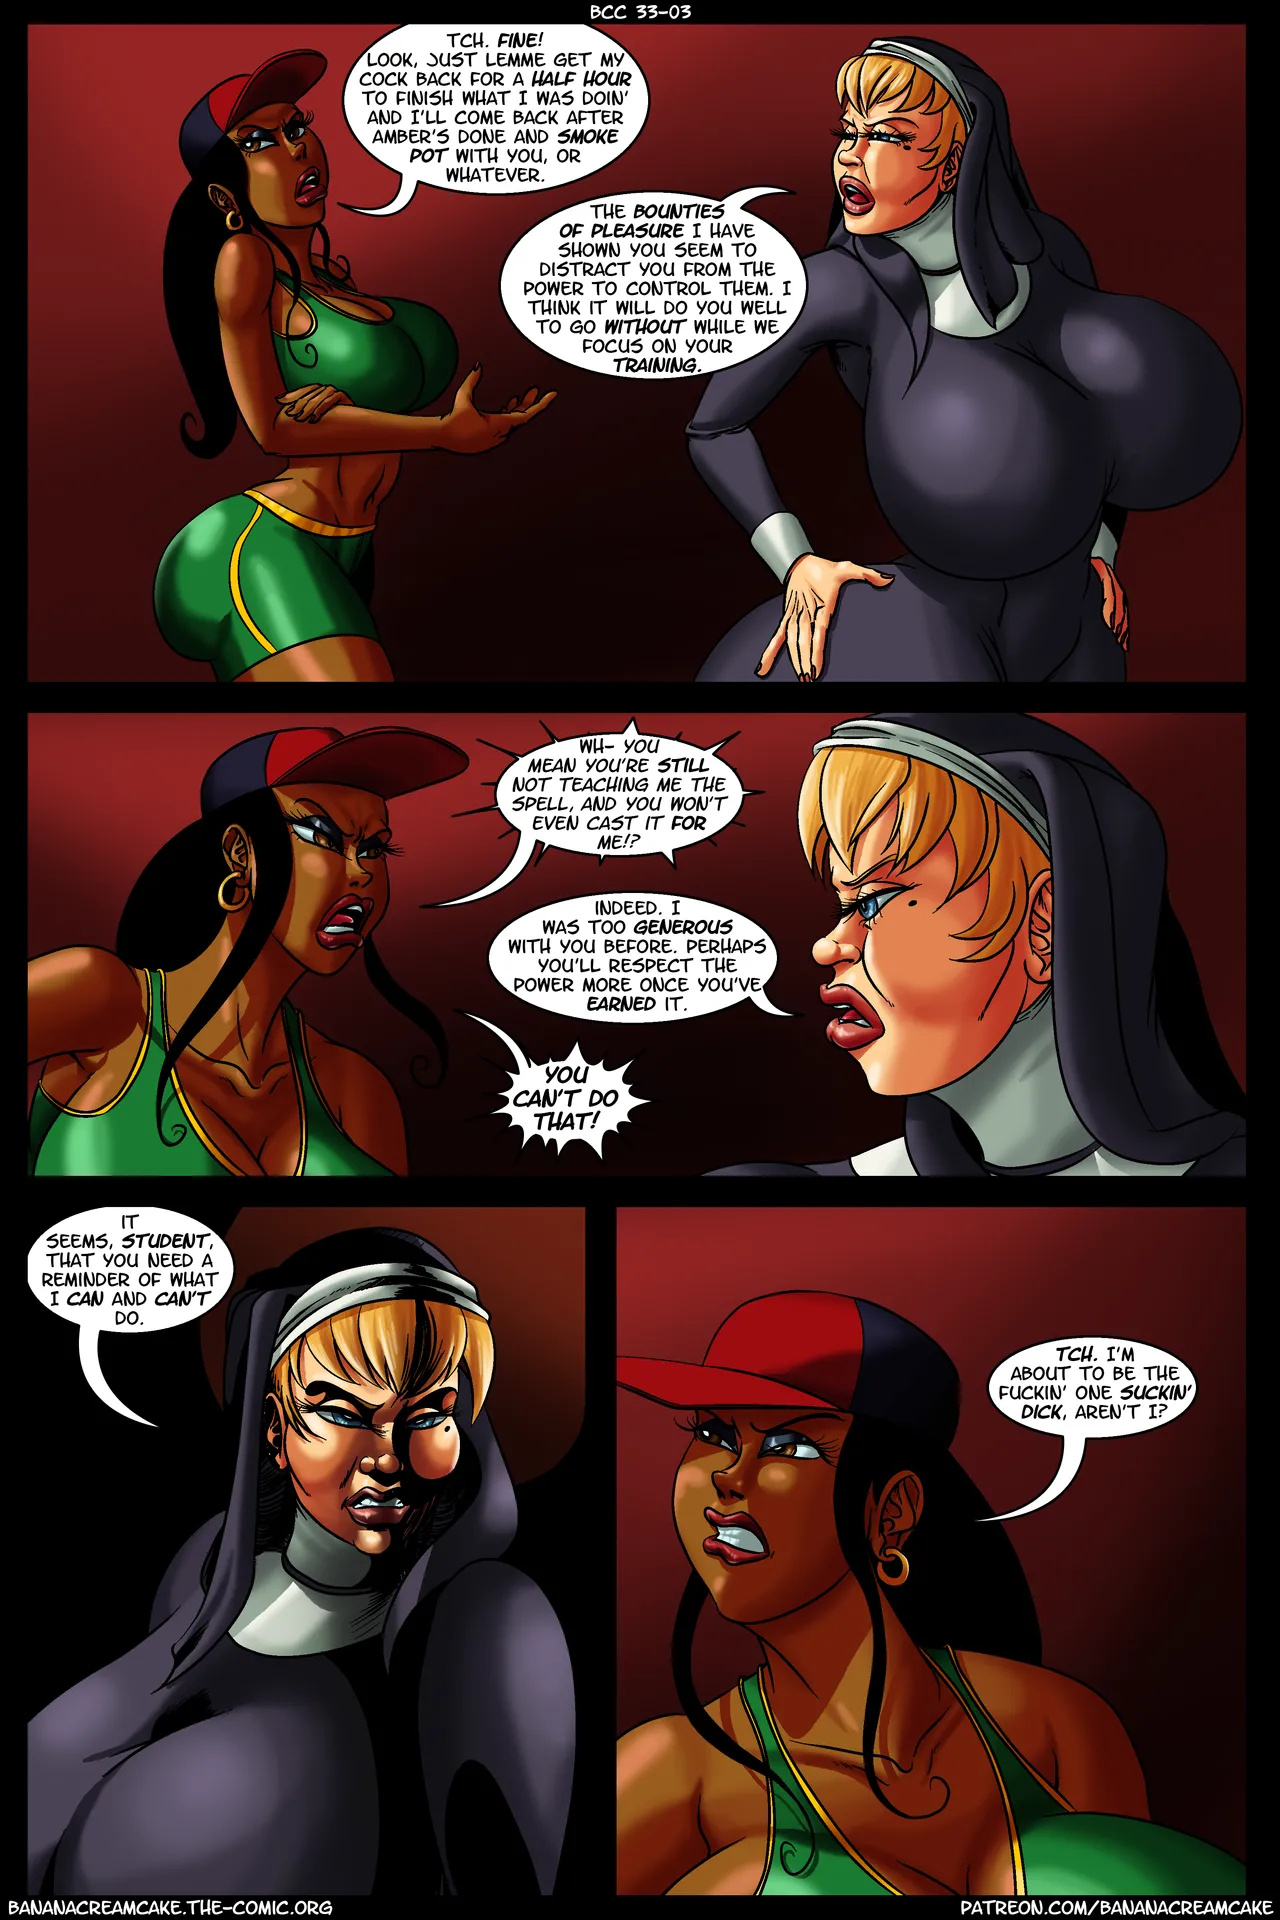 BCC 33-03
TCH. FINE!
LOOK, JUST LEMME GET MY
COCK BACK FOR A HALF HOUR
TO FINISH WHAT I WAS DOIN'
AND I'LL COME BACK AFTER
AMBER'S DONE AND SMOKE
POT WITH YOU, OR
WHATEVER.
THE BOUNTIES
OF PLEASURE I HAVE
SHOWN YOU SEEM TO
DISTRACT YOU FROM THE
POWER TO CONTROL THEM. I
THINK IT WILL DO YOU WELL
TO GO WITHOUT WHILE WE
FOCUS ON YOUR
TRAINING.
WH- YOU
MEAN YOU'RE STILL
NOT TEACHING ME THE
SPELL, AND YOU WON'T
EVEN CAST IT FOR
ME!?
INDEED. I
WAS TOO GENEROUS
WITH YOU BEFORE. PERHAPS
YOU'LL RESPECT THE
POWER MORE ONCE YOU'VE
EARNED IT.
YOU
CAN'T DO
THAT!
IT
SEEMS, STUDENT,
THAT YOU NEED A
REMINDER OF WHAT
I CAN AND CAN'T
DO.
TCH. I'M
ABOUT TO BE THE
FUCKIN' ONE SUCKIN'
DICK, AREN'T I?
BANANACREAMCAKE.THE-COMIC.ORG
PATREON.COM/BANANACREAMCAKE